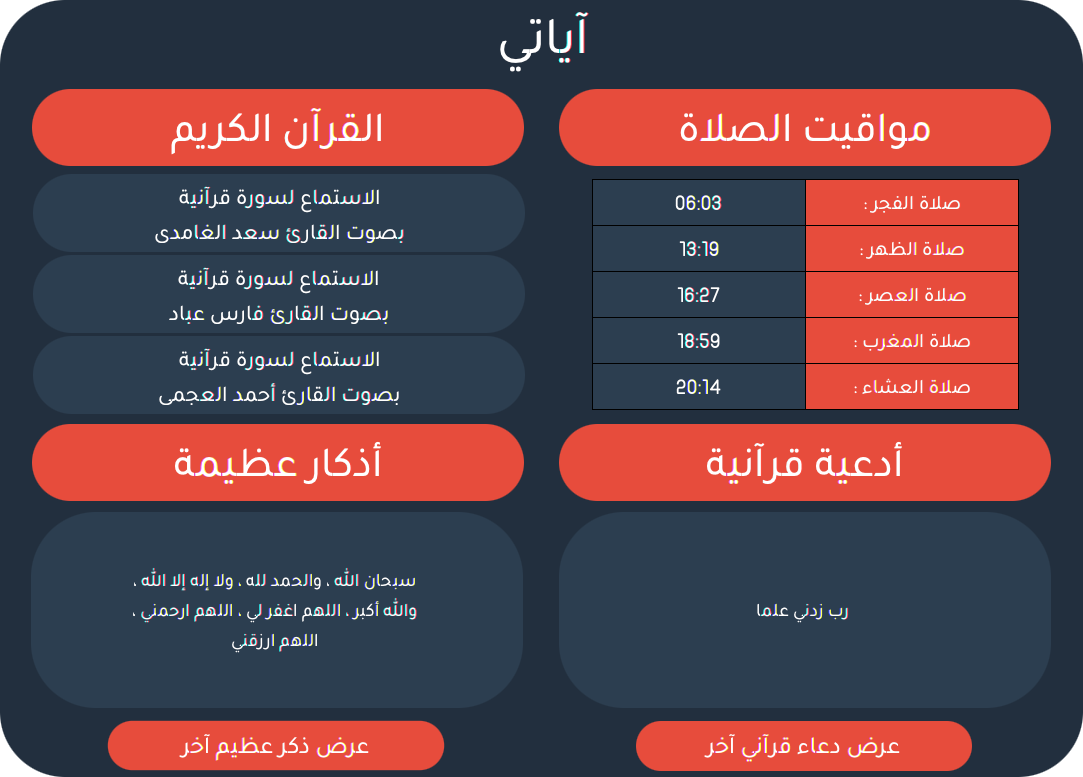 آياتي
مواقيت الصلاة
صلاة الفجر : 06:03
صلاة الظهر : 13:19
صلاة العصر : 16:27
صلاة المغرب : 18:59
صلاة العشاء : 20:14
القرآن الكريم
الاستماع لسورة قرآنية
بصوت القارئ سعد الغامدى
الاستماع لسورة قرآنية
بصوت القارئ فارس عباد
الاستماع لسورة قرآنية
بصوت القارئ أحمد العجمى
أدعية قرآنية
رب زدني علما
عرض دعاء قرآني آخر
أذكار عظيمة
سبحان الله ، والحمد لله ، ولا إله إلا الله ،
والله أكبر ، اللهم اغفر لي ، اللهم ارحمني ،
اللهم ارزقني
عرض ذكر عظيم آخر